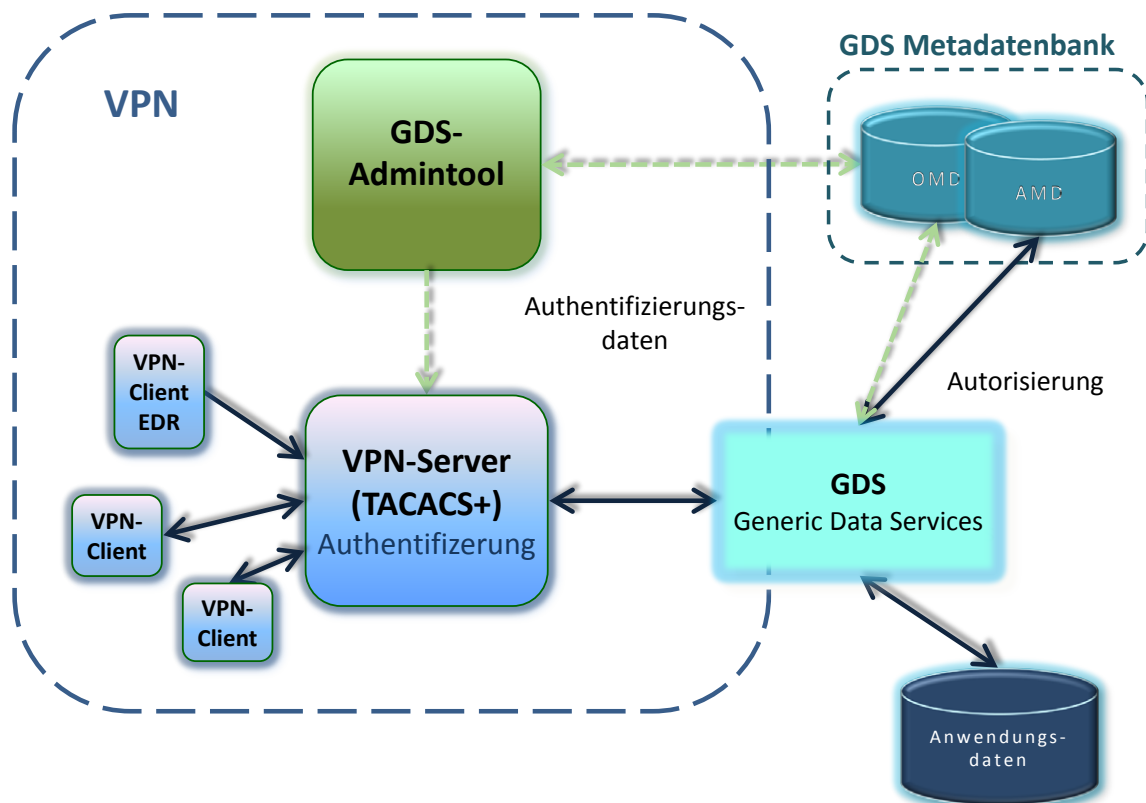 GDS Metadatenbank
VPN
GDS-
Admintool
OMD
AMD
Authentifizierungs-
daten
VPN-
Client
EDR
Autorisierung
VPN-Server
(TACACS+)
Authentifizerung
GDS
Generic Data Services
VPN-
Client
VPN-
Client
Anwendungs-
daten